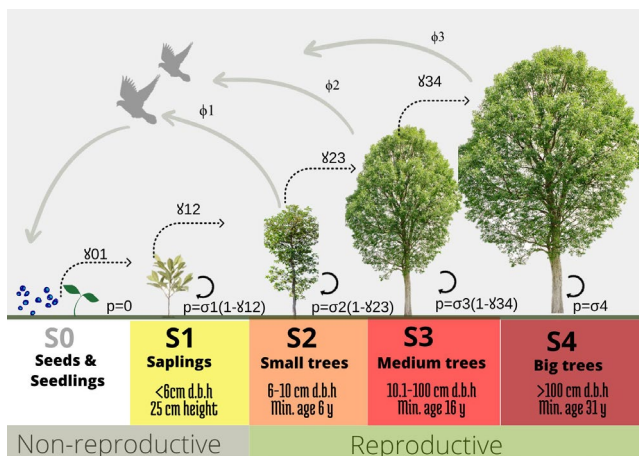 ϕ3
ϕ2
ɣ34
ϕ1
ɣ23
ɣ12
ɣ01
p=0
p=σ1(1-ɣ12)
p=σ2(1-ɣ23)
p=σ3(1-ɣ34)
p=σ4
S0
Seeds &
Seedlings
S1
Saplings
<6cm d.b.h
25 cm height
S2
Small trees
6-10 cm d.b.h
Min. age 6 y
S3
Medium trees
10.1-100 cm d.b.h
Min. age 16 y
S4
Big trees
>100 cm d.b.h
Min. age 31 y
Non-reproductive
Reproductive